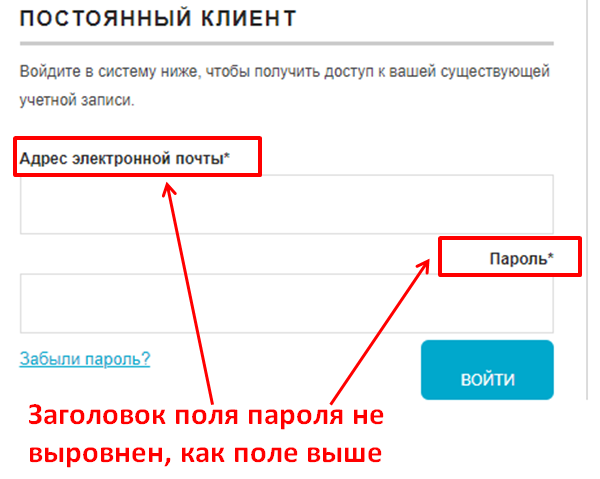 ПОСТОЯННЫЙ КЛИЕНТ
Войдите в систему ниже, чтобы получить доступ к вашей существующей
учетной записи.
Адрес электронной почты*
Пароль*
Забыли пароль?
ВОЙТИ
Заголовок поля пароля не
выровнен, как поле выше